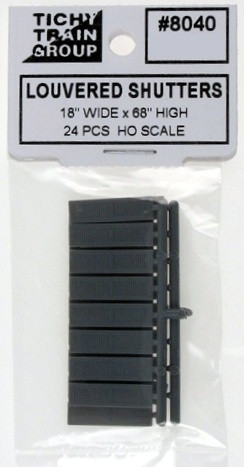 TICHY
TRAIN
GROUP
#8040
LOUVERED SHUTTERS
18" WIDE x 68" HIGH
24 PCS HO SCALE